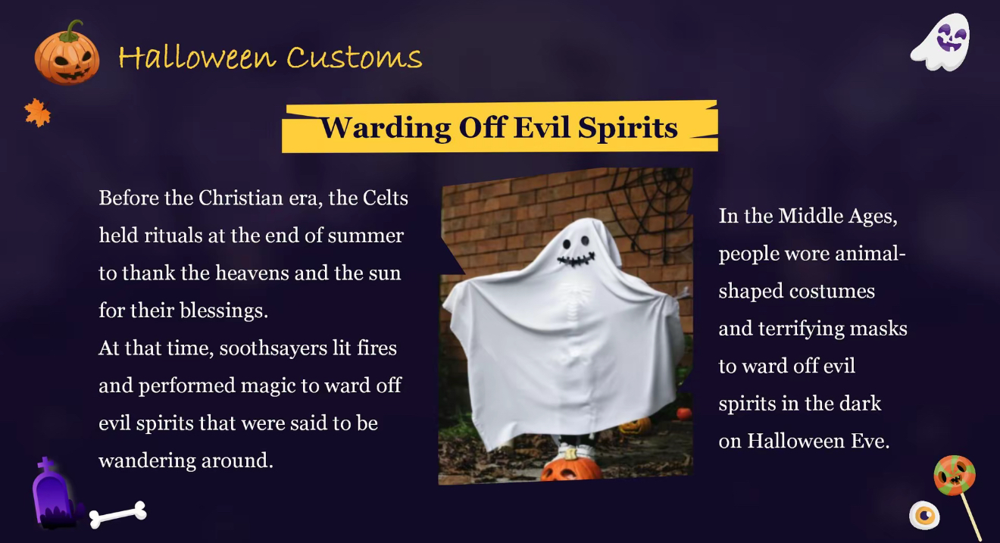 Halloween Customs
Warding Off Evil Spirits
Before the Christian era, the Celts
held rituals at the end of summer
to thank the heavens and the sun
for their blessings.
At that time, soothsayers lit fires
and performed magic to ward off
evil spirits that were said to be
wandering around.
In the Middle Ages,
people wore animal-
shaped costumes
and terrifying masks
to ward off evil
spirits in the dark
on Halloween Eve.